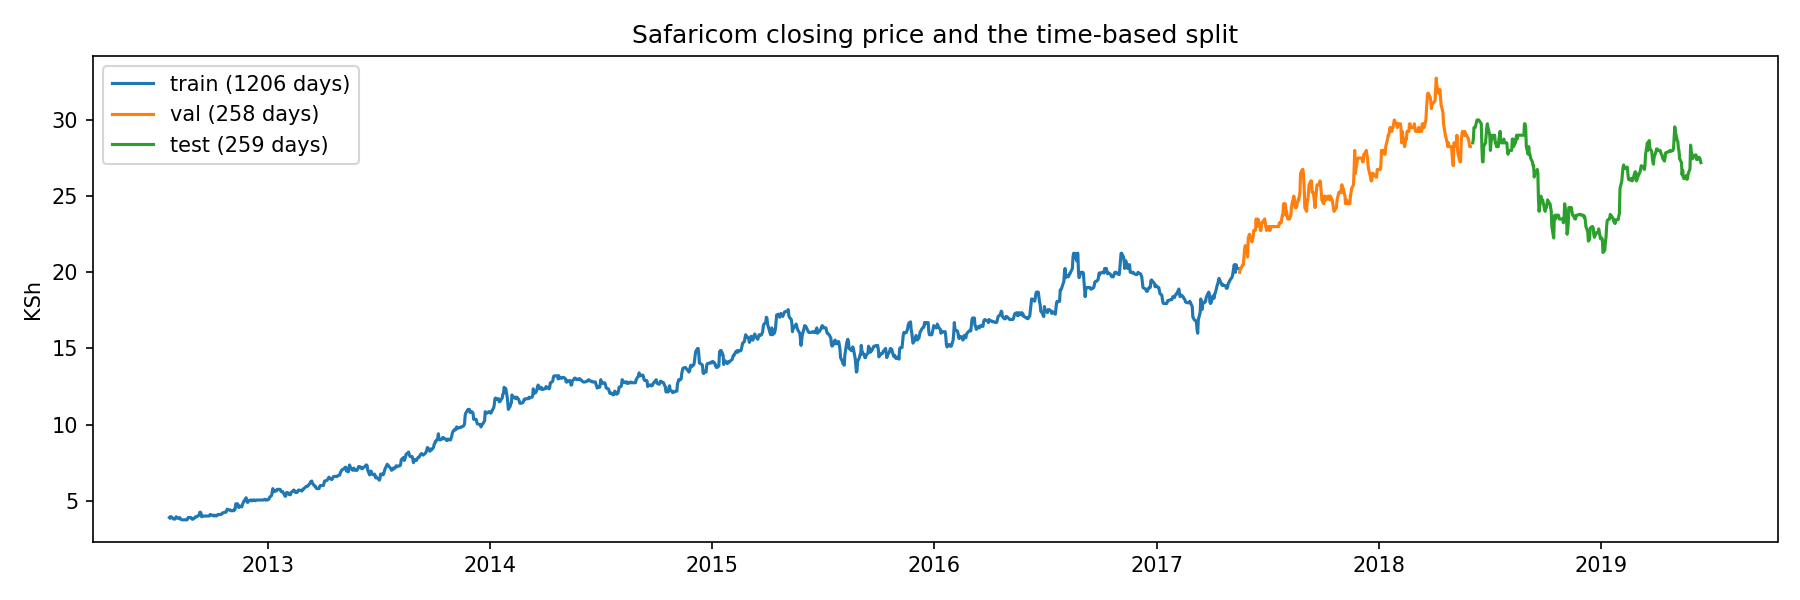 Safaricom closing price and the time-based split
train (1206 days)
val (258 days)
test (259 days)
KSh
30
25
20
15
10
5
2013 2014 2015 2016 2017 2018 2019